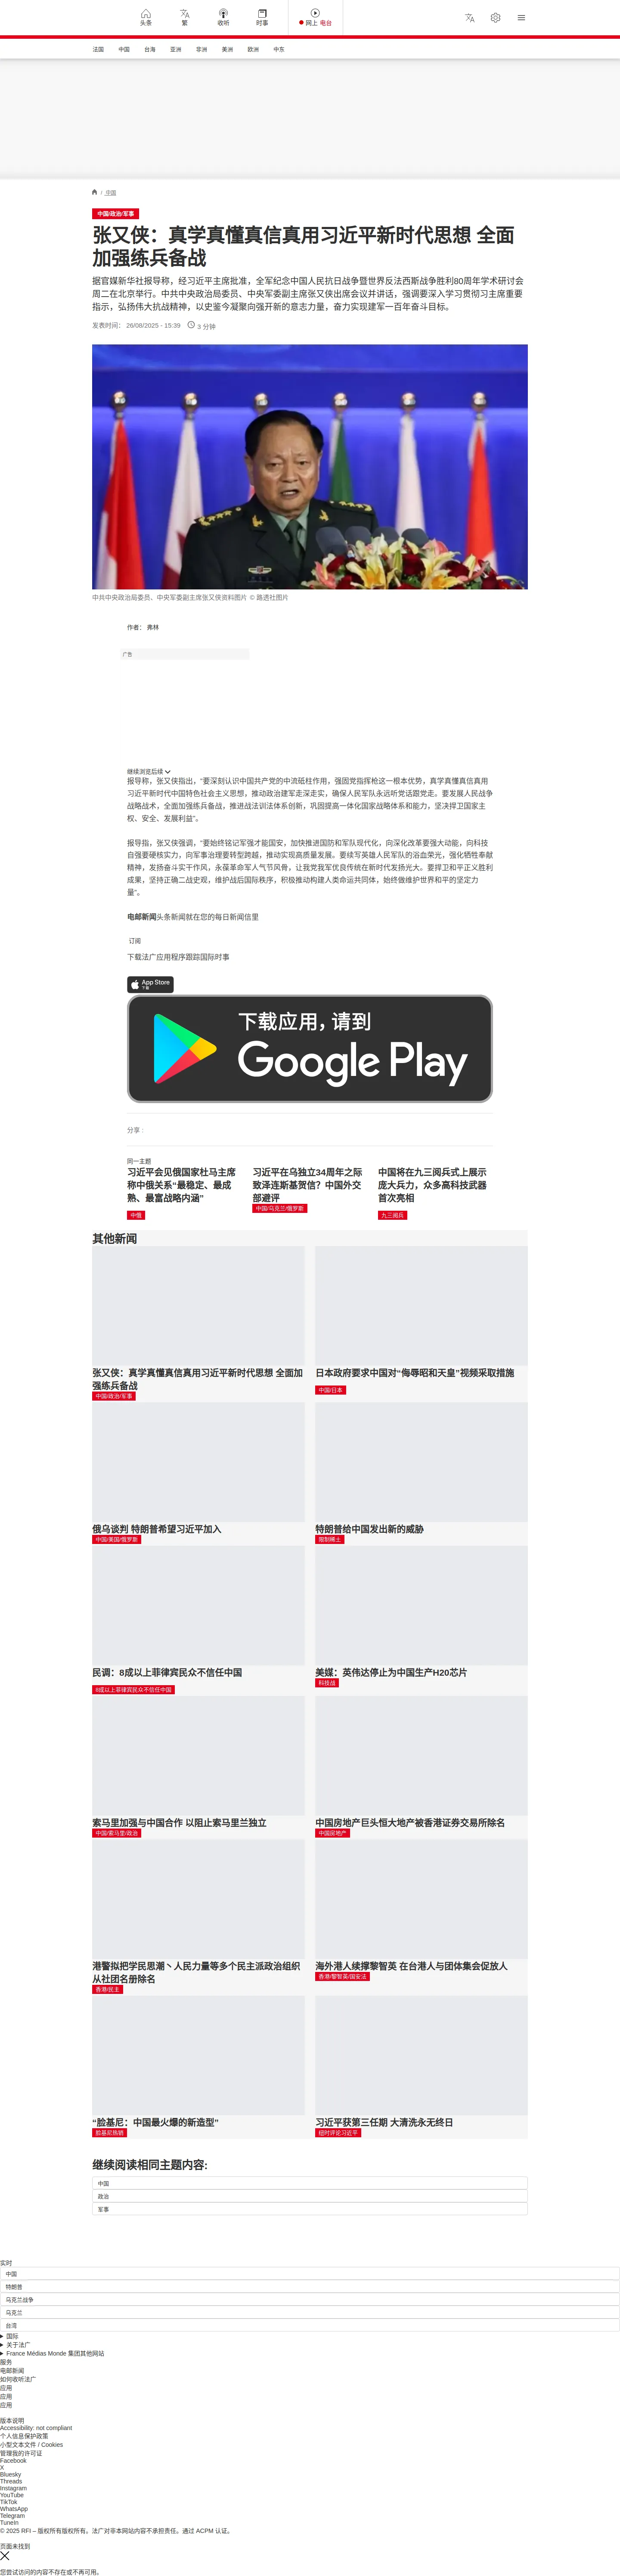 头条
繁
收听
时事
网上 电台
法国
中国
台海
亚洲
非洲
美洲
欧洲
中东
/ 中国
中国/政治/军事
张又侠：真学真懂真信真用习近平新时代思想 全面
加强练兵备战
据官媒新华社报导称，经习近平主席批准，全军纪念中国人民抗日战争暨世界反法西斯战争胜利80周年学术研讨会
周二在北京举行。中共中央政治局委员、中央军委副主席张又侠出席会议并讲话，强调要深入学习贯彻习主席重要
指示，弘扬伟大抗战精神，以史鉴今凝聚向强开新的意志力量，奋力实现建军一百年奋斗目标。
发表时间： 26/08/2025 - 15:39
3 分钟
中共中央政治局委员、中央军委副主席张又侠资料图片 © 路透社图片
作者： 弗林
广告
继续浏览后续
报导称，张又侠指出，“要深刻认识中国共产党的中流砥柱作用，强固党指挥枪这一根本优势，真学真懂真信真用
习近平新时代中国特色社会主义思想，推动政治建军走深走实，确保人民军队永远听党话跟党走。要发展人民战争
战略战术，全面加强练兵备战，推进战法训法体系创新，巩固提高一体化国家战略体系和能力，坚决捍卫国家主
权、安全、发展利益”。
报导指，张又侠强调，“要始终铭记军强才能国安，加快推进国防和军队现代化，向深化改革要强大动能，向科技
自强要硬核实力，向军事治理要转型跨越，推动实现高质量发展。要续写英雄人民军队的浴血荣光，强化牺牲奉献
精神，发扬奋斗实干作风，永葆革命军人气节风骨，让我党我军优良传统在新时代发扬光大。要捍卫和平正义胜利
成果，坚持正确二战史观，维护战后国际秩序，积极推动构建人类命运共同体，始终做维护世界和平的坚定力
量”。
电邮新闻头条新闻就在您的每日新闻信里
订阅
下载法广应用程序跟踪国际时事
App Store
下载
下载应用，请到
Google Play
分享 :
同一主题
习近平会见俄国家杜马主席
称中俄关系“最稳定、最成
熟、最富战略内涵”
中俄
习近平在乌独立34周年之际
致泽连斯基贺信？中国外交
部避评
中国/乌克兰/俄罗斯
中国将在九三阅兵式上展示
庞大兵力，众多高科技武器
首次亮相
九三阅兵
其他新闻
张又侠：真学真懂真信真用习近平新时代思想 全面加
强练兵备战
中国/政治/军事
日本政府要求中国对“侮辱昭和天皇”视频采取措施
中国/日本
俄乌谈判 特朗普希望习近平加入
中国/美国/俄罗斯
特朗普给中国发出新的威胁
限制稀土
民调：8成以上菲律宾民众不信任中国
8成以上菲律宾民众不信任中国
美媒：英伟达停止为中国生产H20芯片
科技战
索马里加强与中国合作 以阻止索马里兰独立
中国/索马里/政治
中国房地产巨头恒大地产被香港证券交易所除名
中国房地产
港警拟把学民思潮丶人民力量等多个民主派政治组织
从社团名册除名
香港/民主
海外港人续撑黎智英 在台港人与团体集会促放人
香港/黎智英/国安法
“脸基尼：中国最火爆的新造型”
脸基尼热销
习近平获第三任期 大清洗永无终日
纽时评论习近平
继续阅读相同主题内容:
中国
政治
军事
实时
中国
特朗普
乌克兰战争
乌克兰
台湾
国际
关于法广
France Médias Monde 集团其他网站
服务
电邮新闻
如何收听法广
应用
应用
应用
版本说明
Accessibility: not compliant
个人信息保护政策
小型文本文件 / Cookies
管理我的许可证
Facebook
X
Bluesky
Threads
Instagram
YouTube
TikTok
WhatsApp
Telegram
TuneIn
© 2025 RFI – 版权所有版权所有。法广对非本网站内容不承担责任。通过 ACPM 认证。
页面未找到
您尝试访问的内容不存在或不再可用。